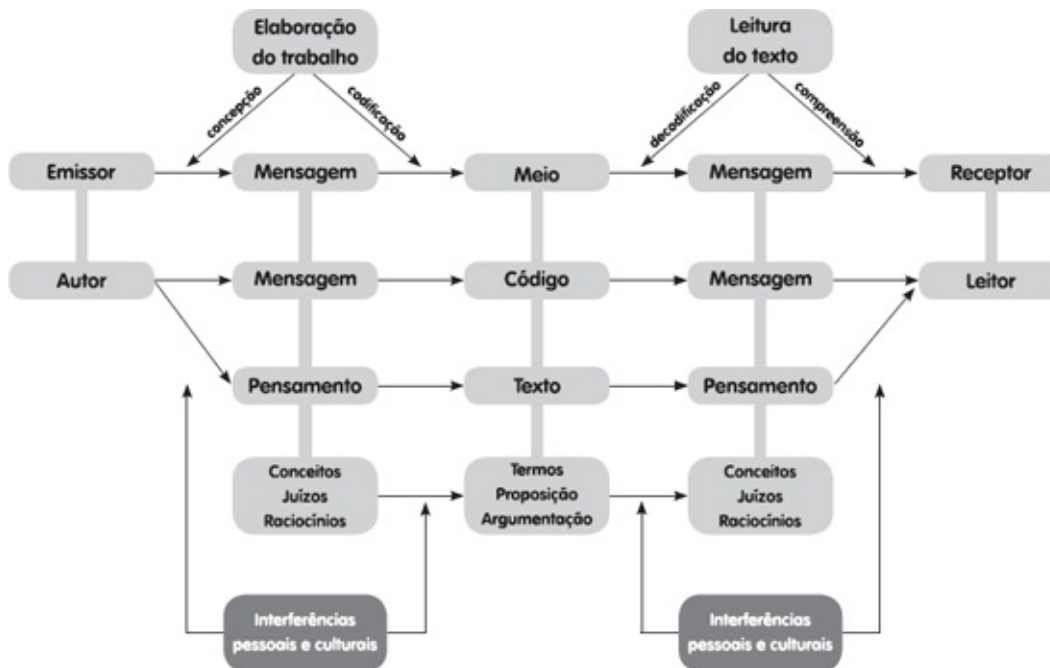 Elaboração
do trabalho
Leitura
do texto
concepção
codificação
decodificação
compreensão
Emissor
Mensagem
Meio
Mensagem
Receptor
Autor
Mensagem
Código
Mensagem
Leitor
Pensamento
Texto
Pensamento
Conceitos
Juízos
Raciocínios
Termos
Proposição
Argumentação
Conceitos
Juízos
Raciocínios
Interferências
pessoais e culturais
Interferências
pessoais e culturais